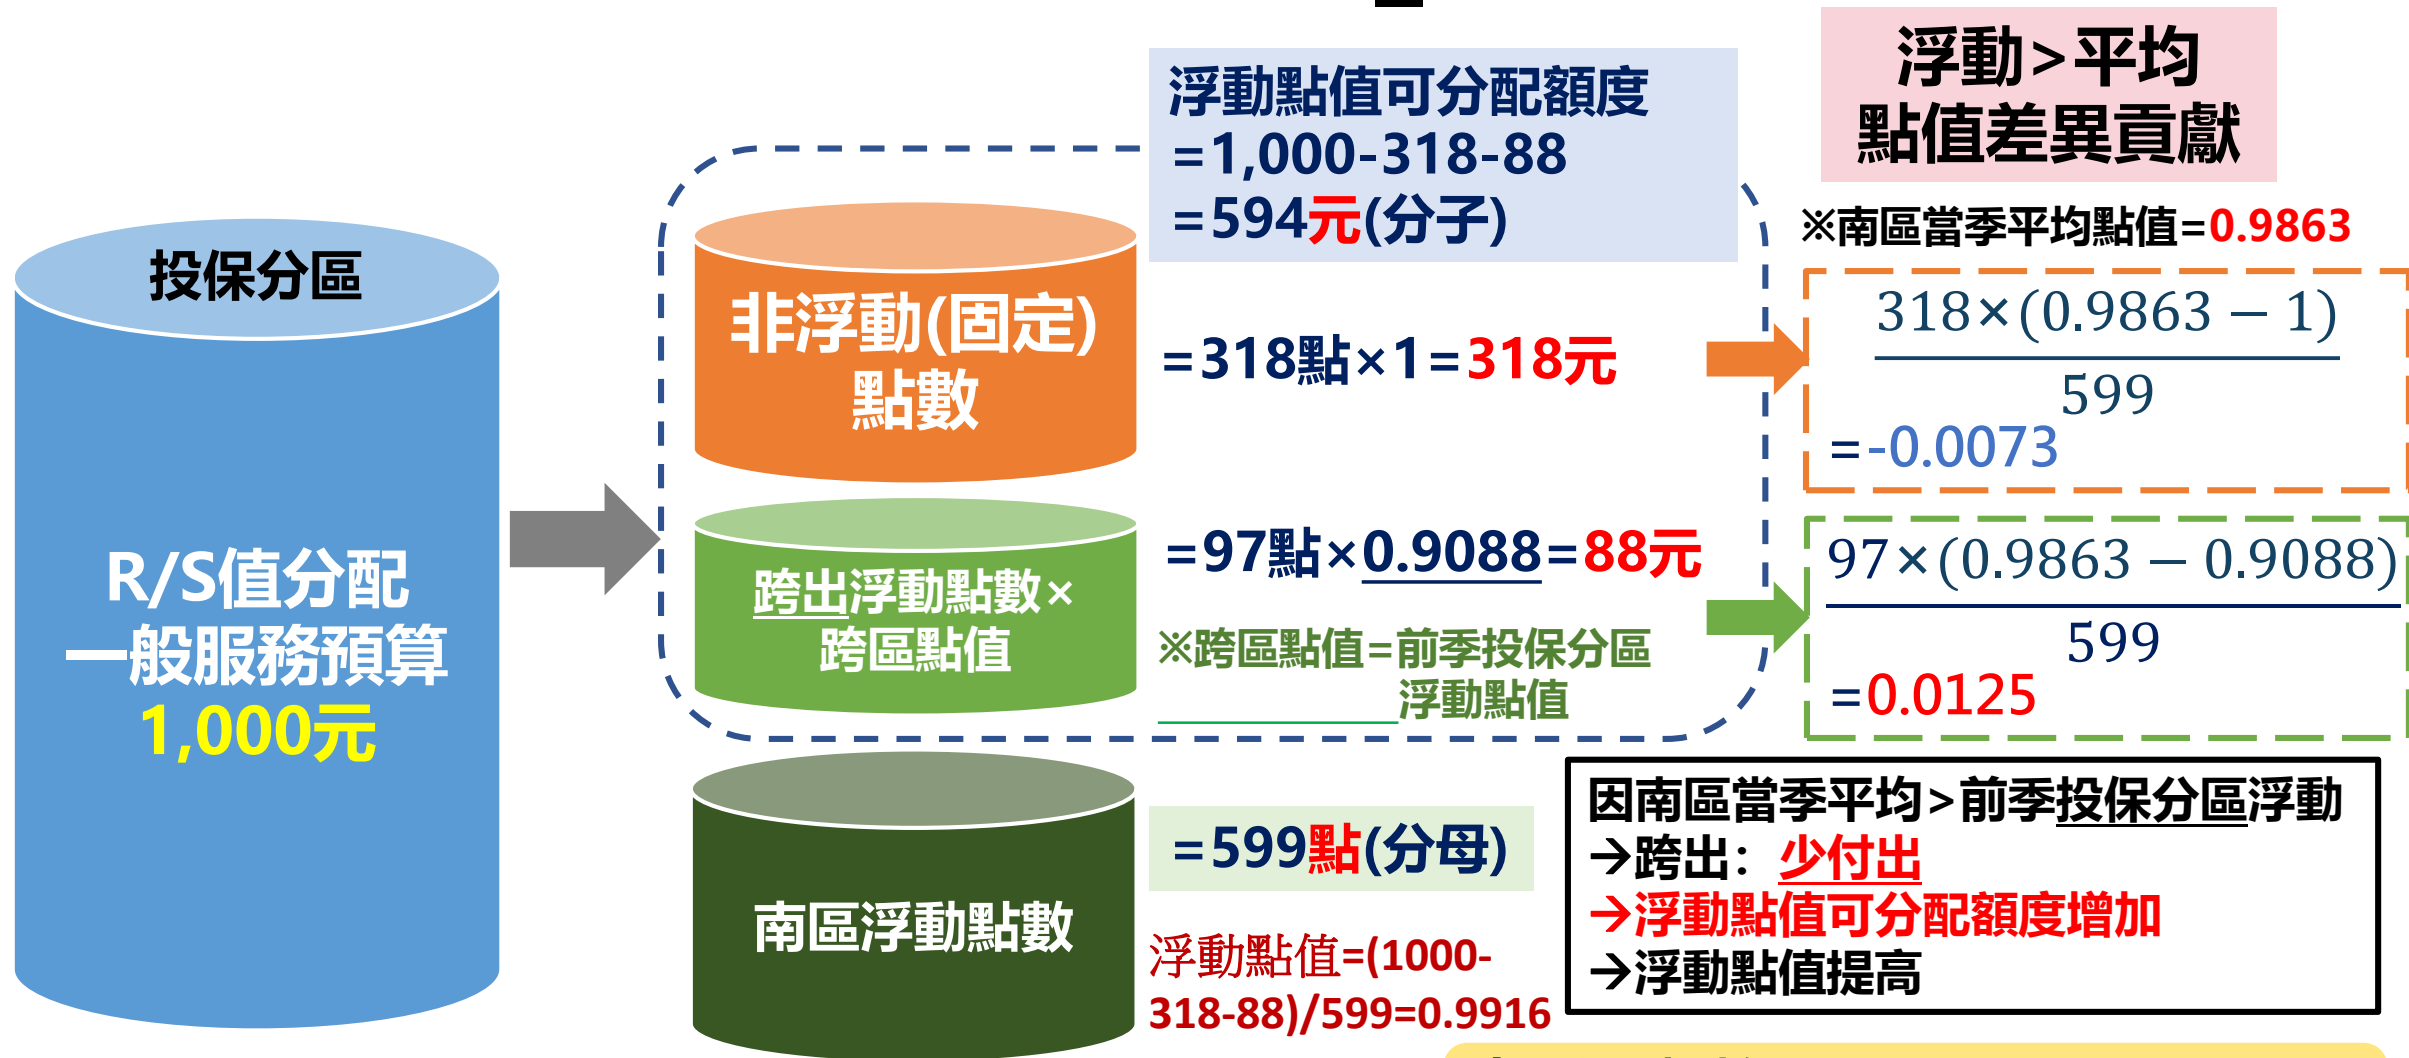 浮動點值可分配額度
=1,000-318-88
=594元(分子)
浮動>平均
點值差異貢獻
※南區當季平均點值=0.9863
投保分區
R/S值分配
一般服務預算
1,000元
非浮動(固定)
點數
=318點×1=318元
318×(0.9863 − 1)
599
=-0.0073
跨出浮動點數×
跨區點值
=97點×0.9088=88元
※跨區點值=前季投保分區
浮動點值
97×(0.9863 − 0.9088)
599
=0.0125
南區浮動點數
=599點(分母)
浮動點值=(1000-
318-88)/599=0.9916
因南區當季平均>前季投保分區浮動
→跨出：少付出
→浮動點值可分配額度增加
→浮動點值提高